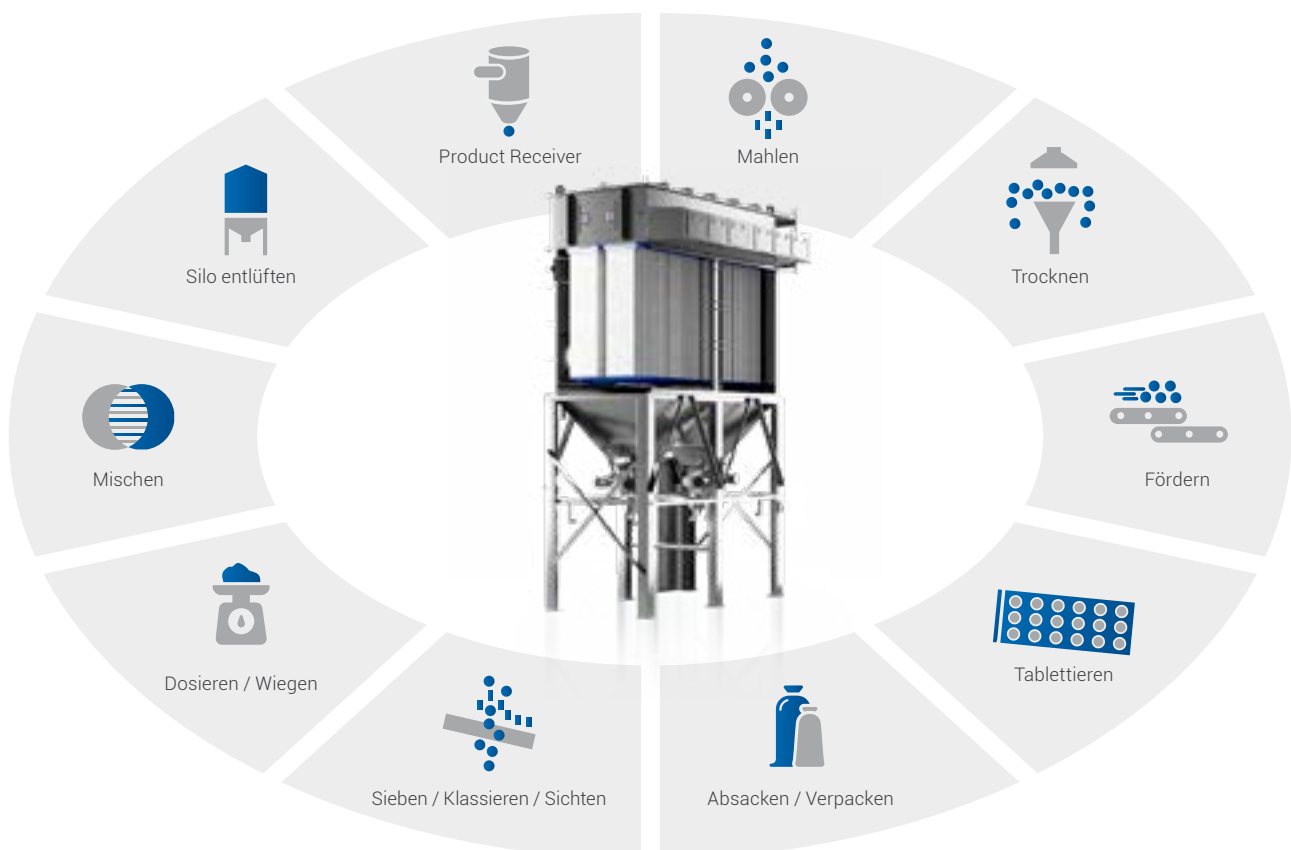 Product Receiver
Mahlen
Silo entlüften
Trocknen
Mischen
Fördern
Dosieren / Wiegen
Tablettieren
Sieben / Klassieren / Sichten
Absacken / Verpacken